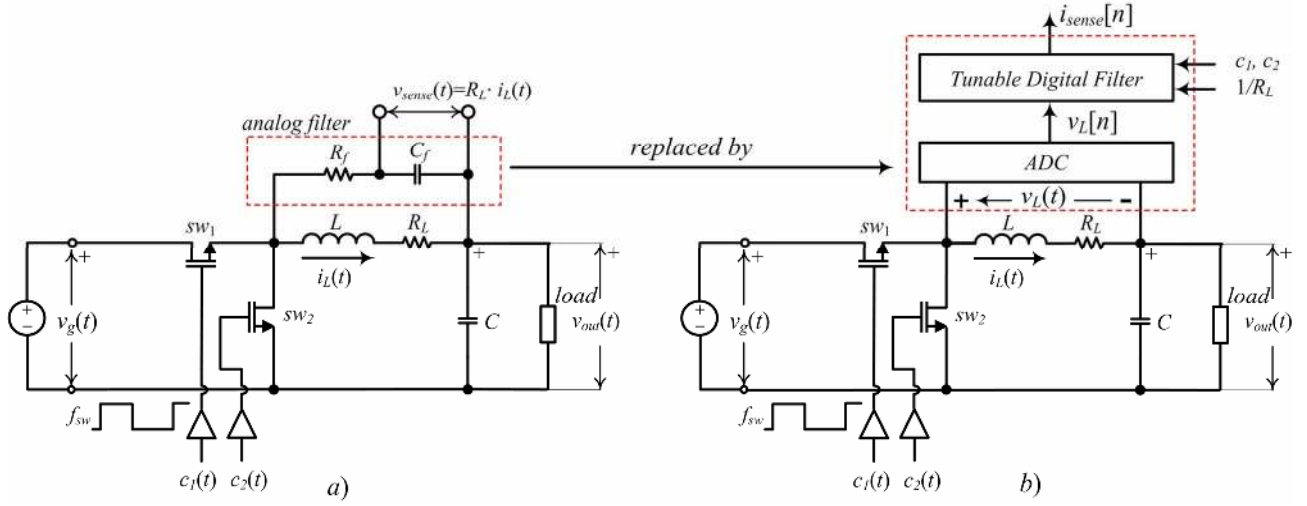 v_sense(t)=R_L· i_L(t)
analog filter
R_f
C_f
sw_1
L
R_L
+
+
+
i_L(t)
+
−
v_g(t)
sw_2
C
load
v_out(t)
f_sw
c_1(t)
c_2(t)
a)
replaced by
i_sense[n]
Tunable Digital Filter
c_1, c_2
1/R_L
v_L[n]
ADC
+ v_L(t) -
sw_1
L
R_L
+
+
+
i_L(t)
+
−
v_g(t)
sw_2
C
load
v_out(t)
f_sw
c_1(t)
c_2(t)
b)